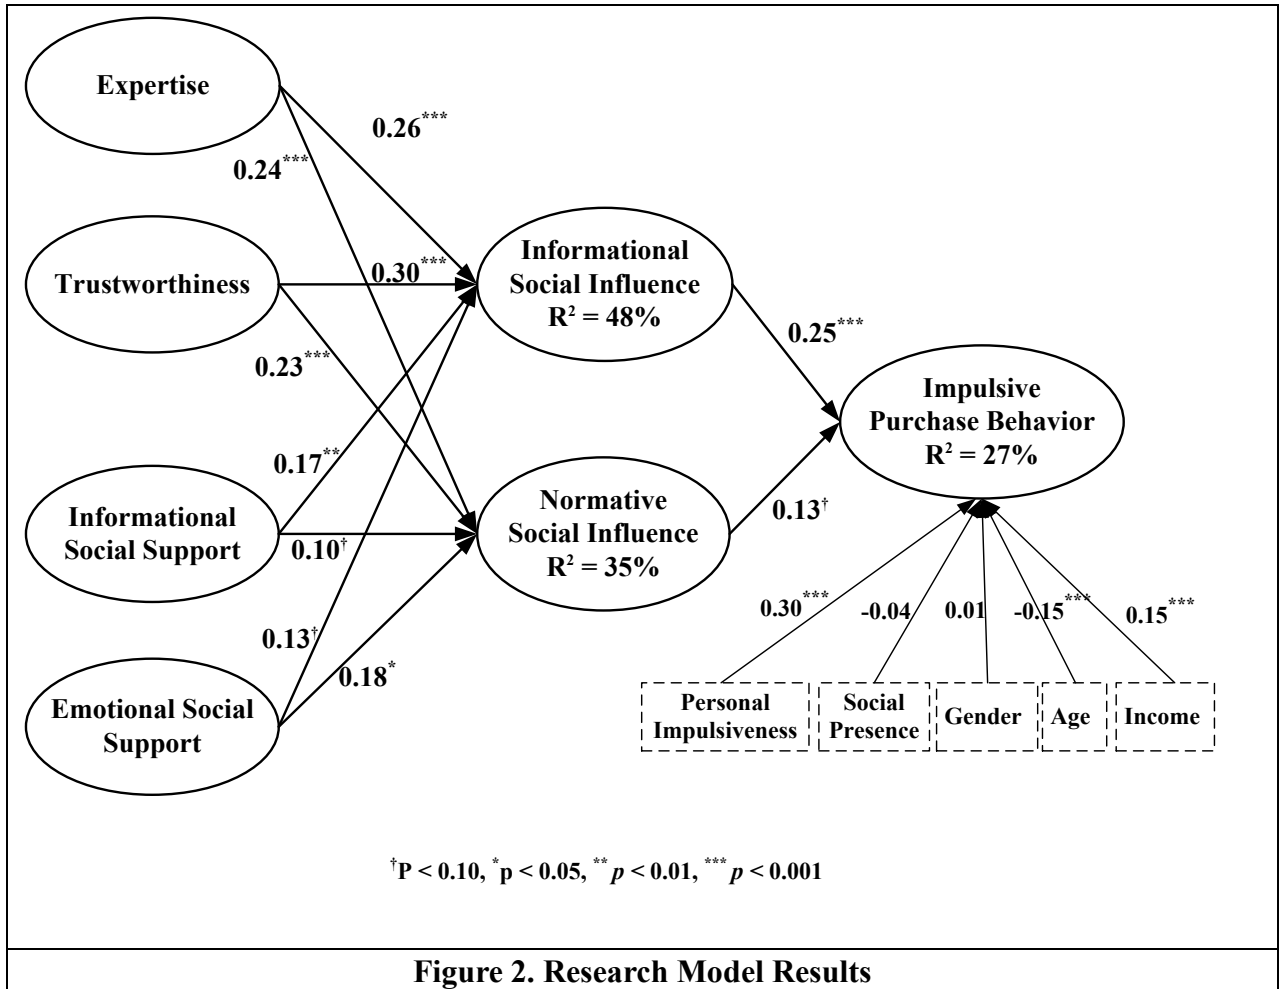 Expertise
0.26***
0.24***
Trustworthiness
0.30***
Informational
Social Influence
R² = 48%
0.25***
0.23***
Impulsive
Purchase Behavior
R² = 27%
0.17**
Informational
Social Support
0.10†
Normative
Social Influence
R² = 35%
0.13†
0.13†
0.18*
Emotional Social
Support
0.30***
-0.04
0.01
-0.15***
0.15***
Personal
Impulsiveness
Social
Presence
Gender
Age
Income
†P < 0.10, *p < 0.05, **p < 0.01, ***p < 0.001
Figure 2. Research Model Results